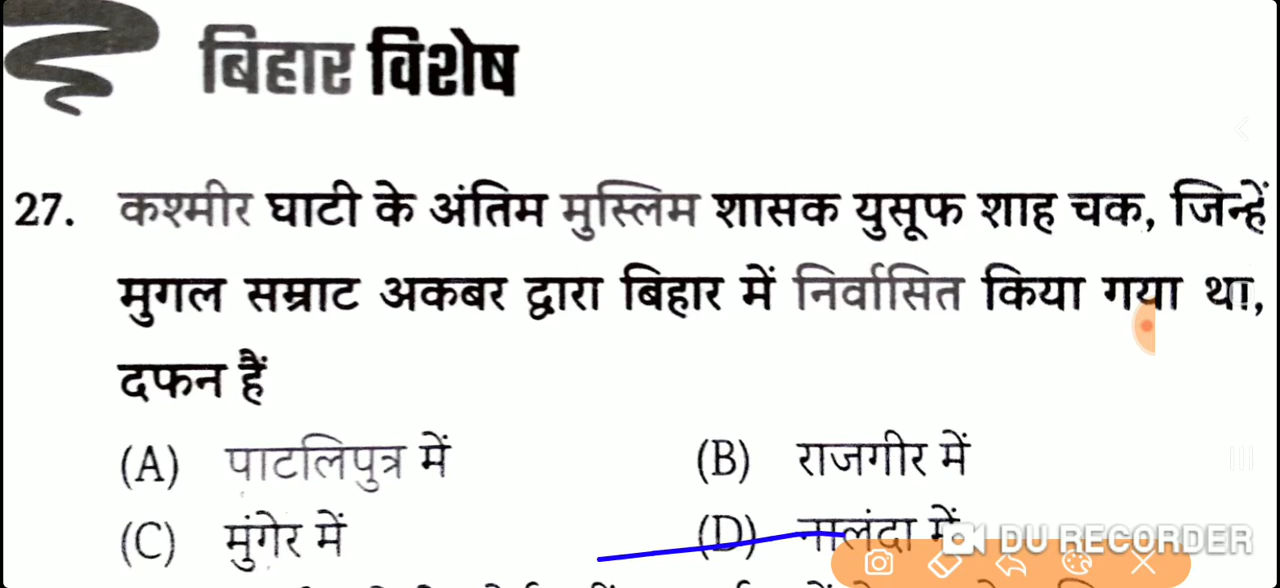 बिहार विशेष
27. कश्मीर घाटी के अंतिम मुस्लिम शासक युसूफ शाह चक, जिन्हें
मुगल सम्राट अकबर द्वारा बिहार में निर्वासित किया गया था,
दफन हैं
(A) पाटलिपुत्र में (B) राजगीर में
(C) मुंगेर में (D) नालंदा में
DU RECORDER